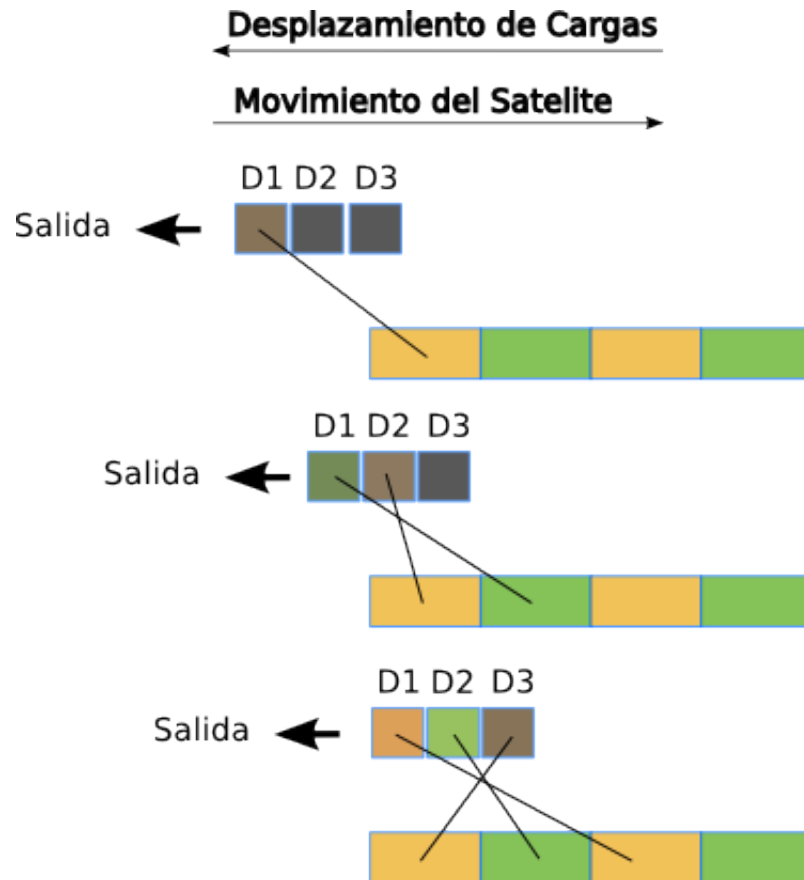 Desplazamiento de Cargas
Movimiento del Satelite
D1 D2 D3
Salida
D1 D2 D3
Salida
D1 D2 D3
Salida